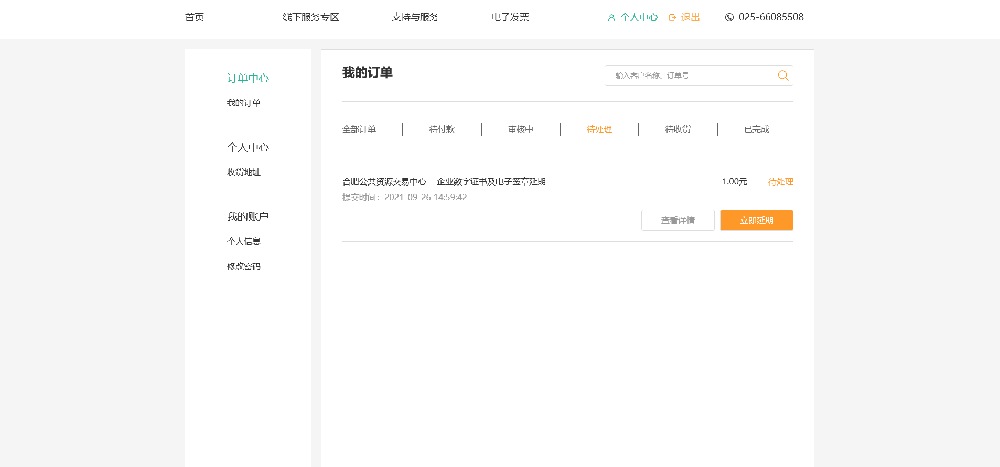 首页 线下服务专区 支持与服务 电子发票 个人中心 退出 025-66085508
订单中心
我的订单
个人中心
收货地址
我的账户
个人信息
修改密码
我的订单
输入客户名称、订单号
全部订单 待付款 审核中 待处理 待收货 已完成
合肥公共资源交易中心 企业数字证书及电子签章延期 1.00元 待处理
提交时间：2021-09-26 14:59:42
查看详情 立即延期